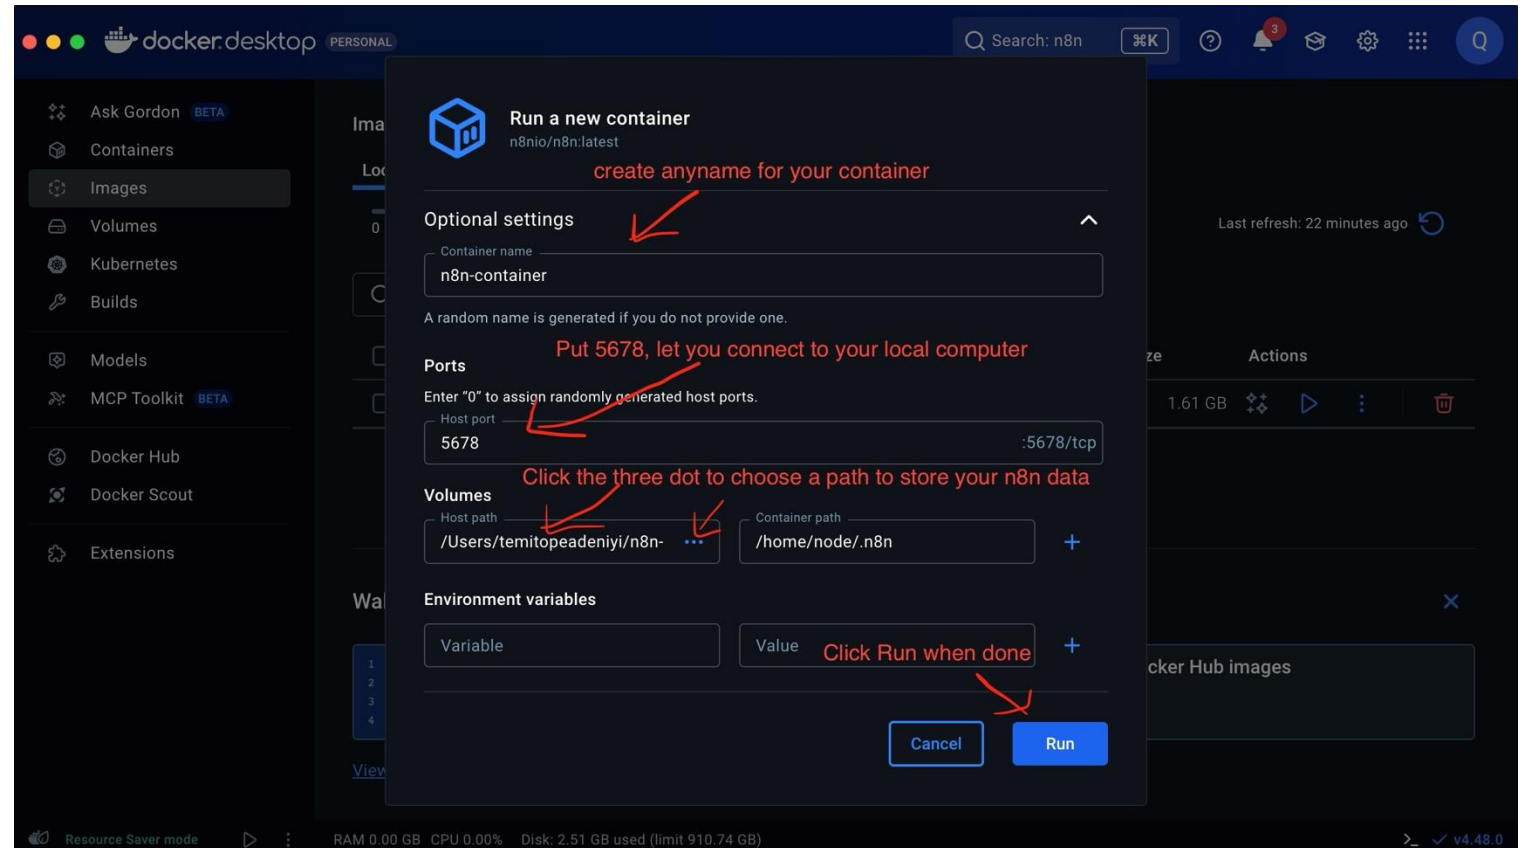 docker.desktop PERSONAL
Search: n8n
⌘K
3
Q
Ask Gordon BETA
Containers
Images
Volumes
Kubernetes
Builds
Models
MCP Toolkit BETA
Docker Hub
Docker Scout
Extensions
Ima
Loc
0
Last refresh: 22 minutes ago
ze
Actions
1.61 GB
Wal
1
2
3
4
cker Hub images
View
Run a new container
n8nio/n8n:latest
create anyname for your container
Optional settings
Container name
n8n-container
A random name is generated if you do not provide one.
Put 5678, let you connect to your local computer
Ports
Enter “0” to assign randomly generated host ports.
Host port
5678
:5678/tcp
Click the three dot to choose a path to store your n8n data
Volumes
Host path
/Users/temitopeadeniyi/n8n-
Container path
/home/node/.n8n
Environment variables
Variable
Value
Click Run when done
Cancel
Run
Resource Saver mode
RAM 0.00 GB CPU 0.00% Disk: 2.51 GB used (limit 910.74 GB)
v4.48.0